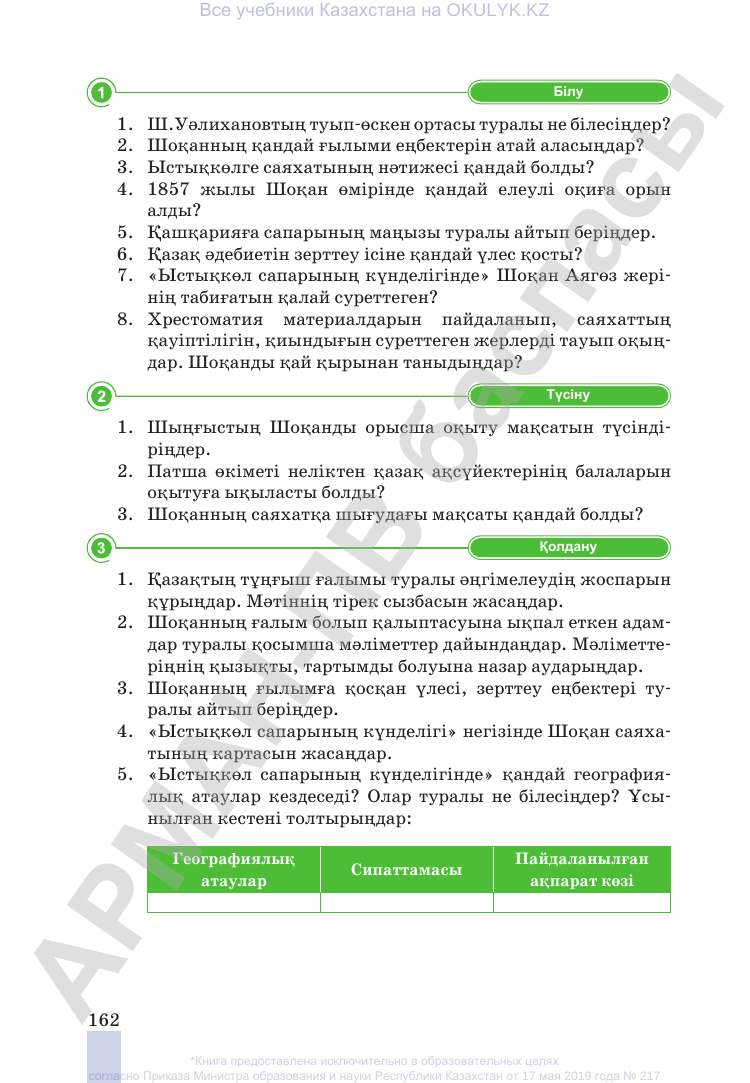 Все учебники Казахстана на OKULYK.KZ
1 Білу
1. Ш.Уәлихановтың туып-өскен ортасы туралы не білесіңдер?
2. Шоқанның қандай ғылыми еңбектерін атай аласыңдар?
3. Ыстықкөлге саяхатының нәтижесі қандай болды?
4. 1857 жылы Шоқан өмірінде қандай елеулі оқиға орын
алды?
5. Қашқарияға сапарының маңызы туралы айтып беріңдер.
6. Қазақ әдебиетін зерттеу ісіне қандай үлес қосты?
7. «Ыстықкөл сапарының күнделігінде» Шоқан Аягөз жері-
нің табиғатын қалай суреттеген?
8. Хрестоматия материалдарын пайдаланып, саяхаттың
қауіптілігін, қиындығын суреттеген жерлерді тауып оқың-
дар. Шоқанды қай қырынан таныдыңдар?
2 Түсіну
1. Шыңғыстың Шоқанды орысша оқыту мақсатын түсінді-
ріңдер.
2. Патша өкіметі неліктен қазақ ақсүйектерінің балаларын
оқытуға ықыласты болды?
3. Шоқанның саяхатқа шығудағы мақсаты қандай болды?
3 Қолдану
1. Қазақтың тұңғыш ғалымы туралы әңгімелеудің жоспарын
құрыңдар. Мәтіннің тірек сызбасын жасаңдар.
2. Шоқанның ғалым болып қалыптасуына ықпал еткен адам-
дар туралы қосымша мәліметтер дайындаңдар. Мәліметте-
ріңнің қызықты, тартымды болуына назар аударыңдар.
3. Шоқанның ғылымға қосқан үлесі, зерттеу еңбектері ту-
ралы айтып беріңдер.
4. «Ыстықкөл сапарының күнделігі» негізінде Шоқан саяха-
тының картасын жасаңдар.
5. «Ыстықкөл сапарының күнделігінде» қандай география-
лық атаулар кездеседі? Олар туралы не білесіңдер? Ұсы-
нылған кестені толтырыңдар:
Географиялық
атаулар
Сипаттамасы
Пайдаланылған
ақпарат көзі
АРМАН-ПВ баспасы
162
*Книга предоставлена исключительно в образовательных целях
согласно Приказа Министра образования и науки Республики Казахстан от 17 мая 2019 года № 217